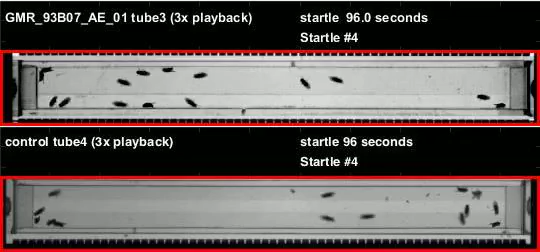 GMR_93B07_AE_01 tube3 (3x playback)
startle  96.0 seconds
Startle #4
control tube4 (3x playback)
startle 96 seconds
Startle #4